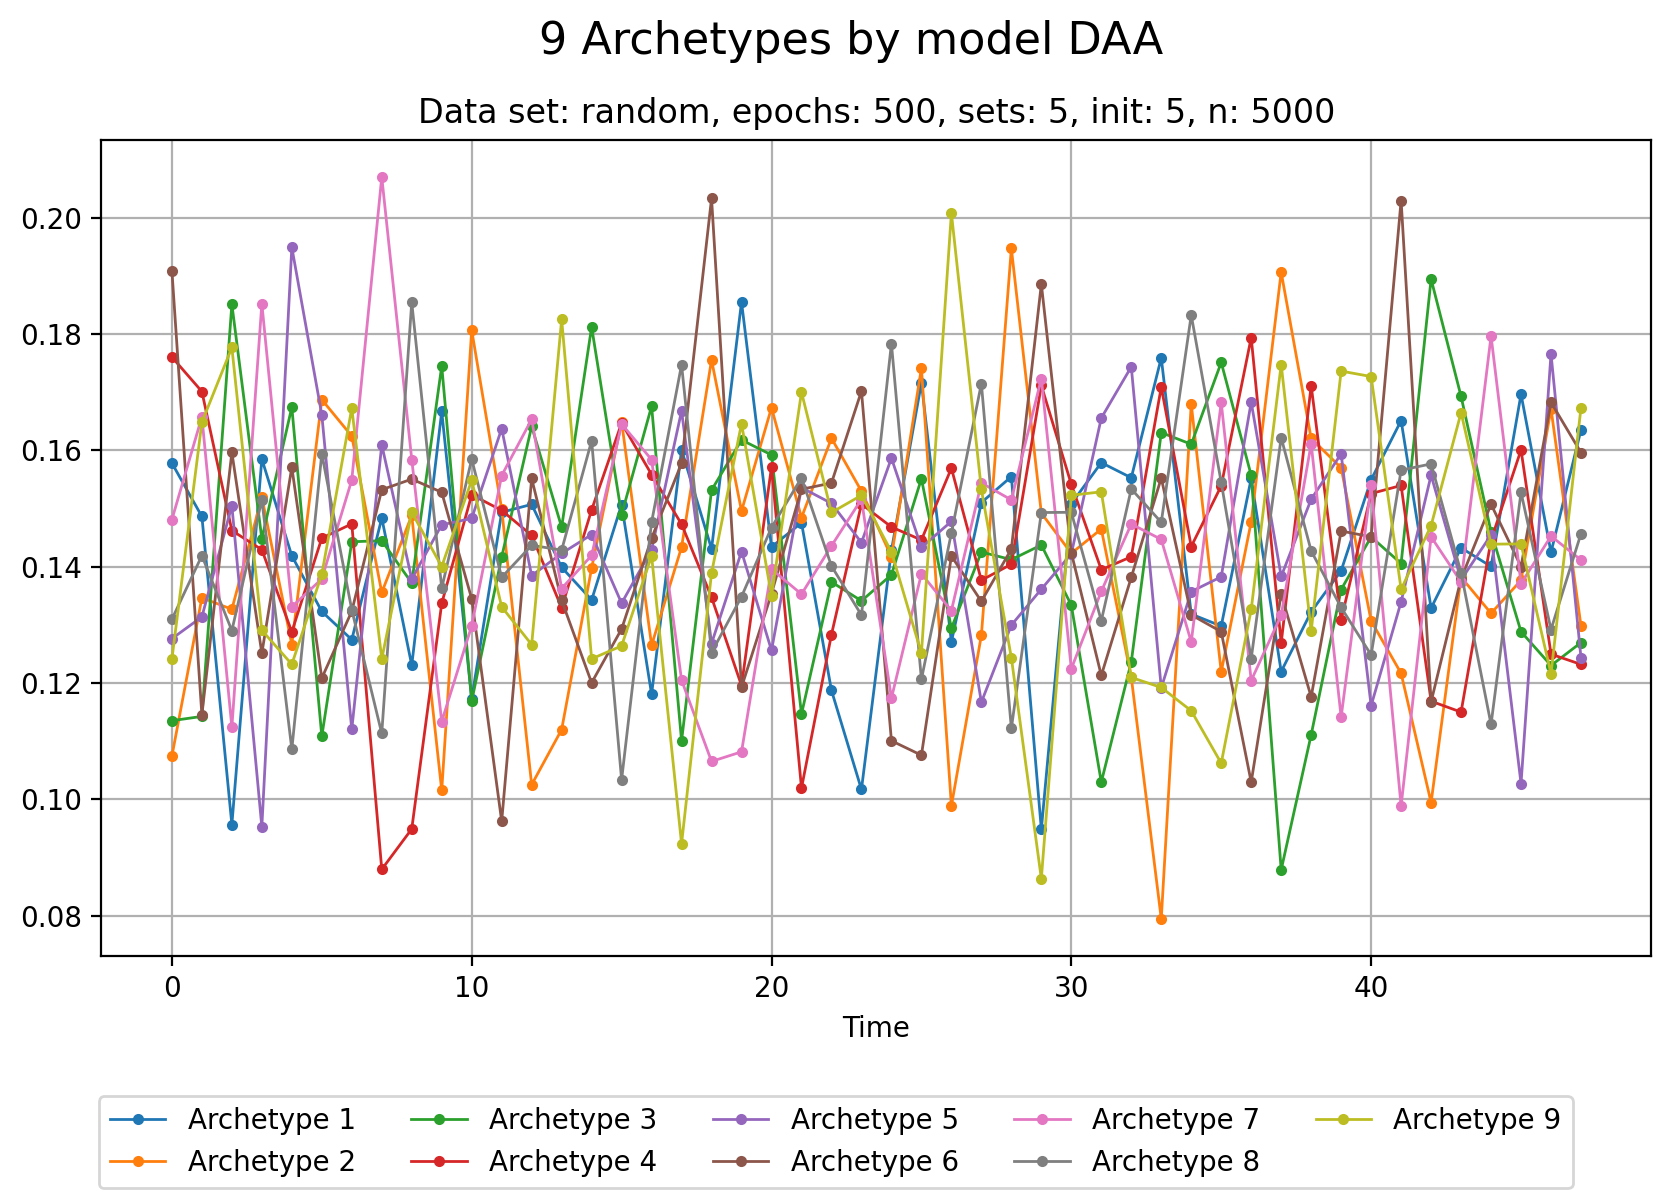 9 Archetypes by model DAA
Data set: random, epochs: 500, sets: 5, init: 5, n: 5000
0.20
0.18
0.16
0.14
0.12
0.10
0.08
0 10 20 30 40
Time
Archetype 1 Archetype 3 Archetype 5 Archetype 7 Archetype 9
Archetype 2 Archetype 4 Archetype 6 Archetype 8